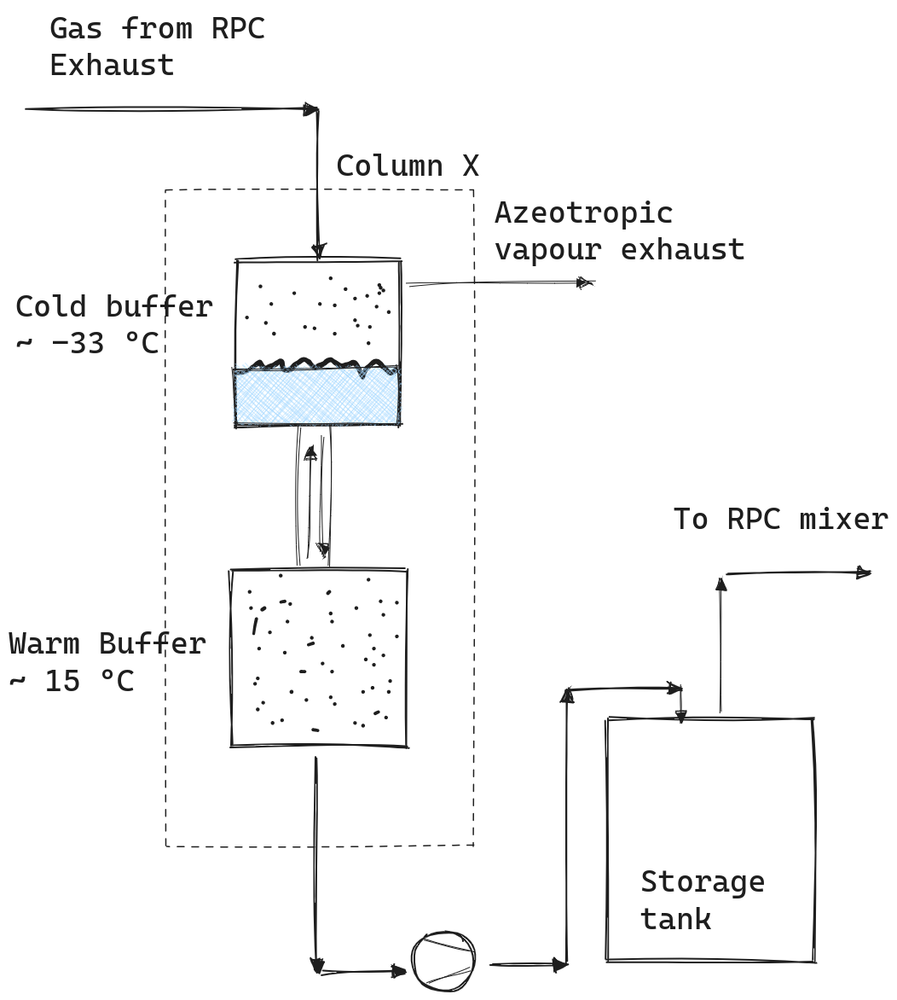 Gas from RPC
Exhaust
Column X
Azeotropic
vapour exhaust
Cold buffer
~ −33 °C
To RPC mixer
Warm Buffer
~ 15 °C
Storage
tank